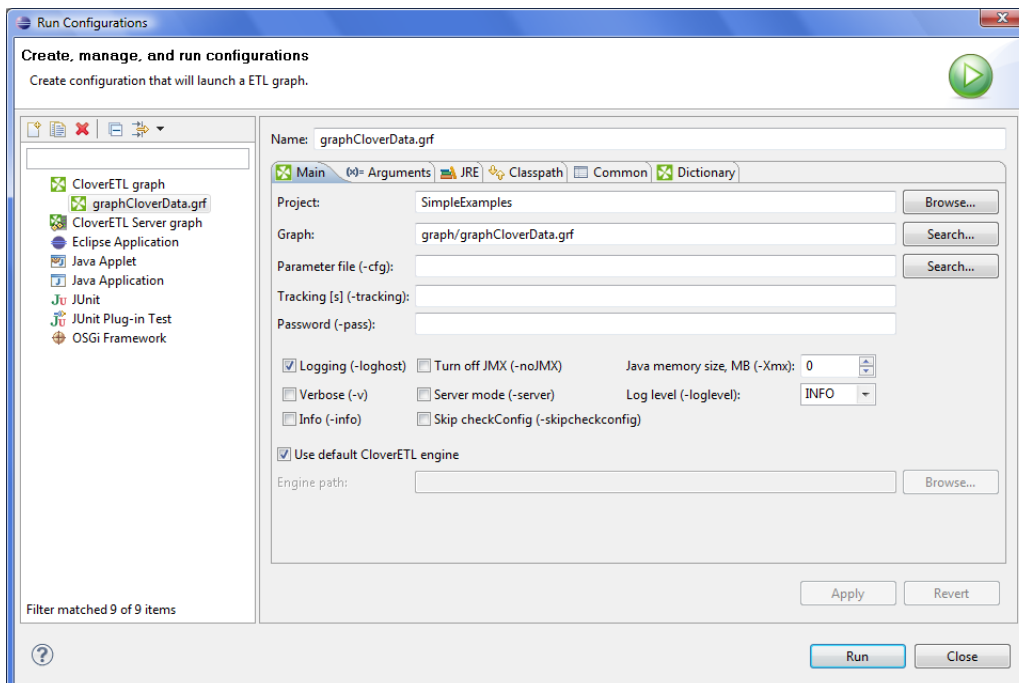 Run Configurations
Create, manage, and run configurations
Create configuration that will launch a ETL graph.
CloverETL graph
graphCloverData.grf
CloverETL Server graph
Eclipse Application
Java Applet
Java Application
JUnit
JUnit Plug-in Test
OSGi Framework
Filter matched 9 of 9 items
Name: graphCloverData.grf
Main (x)= Arguments JRE Classpath Common Dictionary
Project: SimpleExamples Browse...
Graph: graph/graphCloverData.grf Search...
Parameter file (-cfg): Search...
Tracking [s] (-tracking):
Password (-pass):
Logging (-loghost) Turn off JMX (-noJMX) Java memory size, MB (-Xmx): 0
Verbose (-v) Server mode (-server) Log level (-loglevel): INFO
Info (-info) Skip checkConfig (-skipcheckconfig)
Use default CloverETL engine
Engine path: Browse...
Apply Revert
Run Close